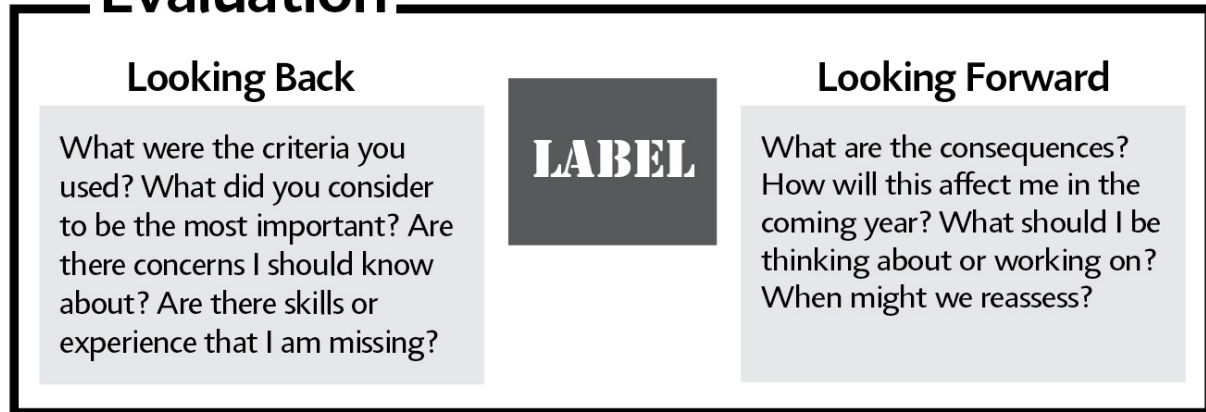 Evaluation
Looking Back
What were the criteria you
used? What did you consider
to be the most important? Are
there concerns I should know
about? Are there skills or
experience that I am missing?
LABEL
Looking Forward
What are the consequences?
How will this affect me in the
coming year? What should I be
thinking about or working on?
When might we reassess?